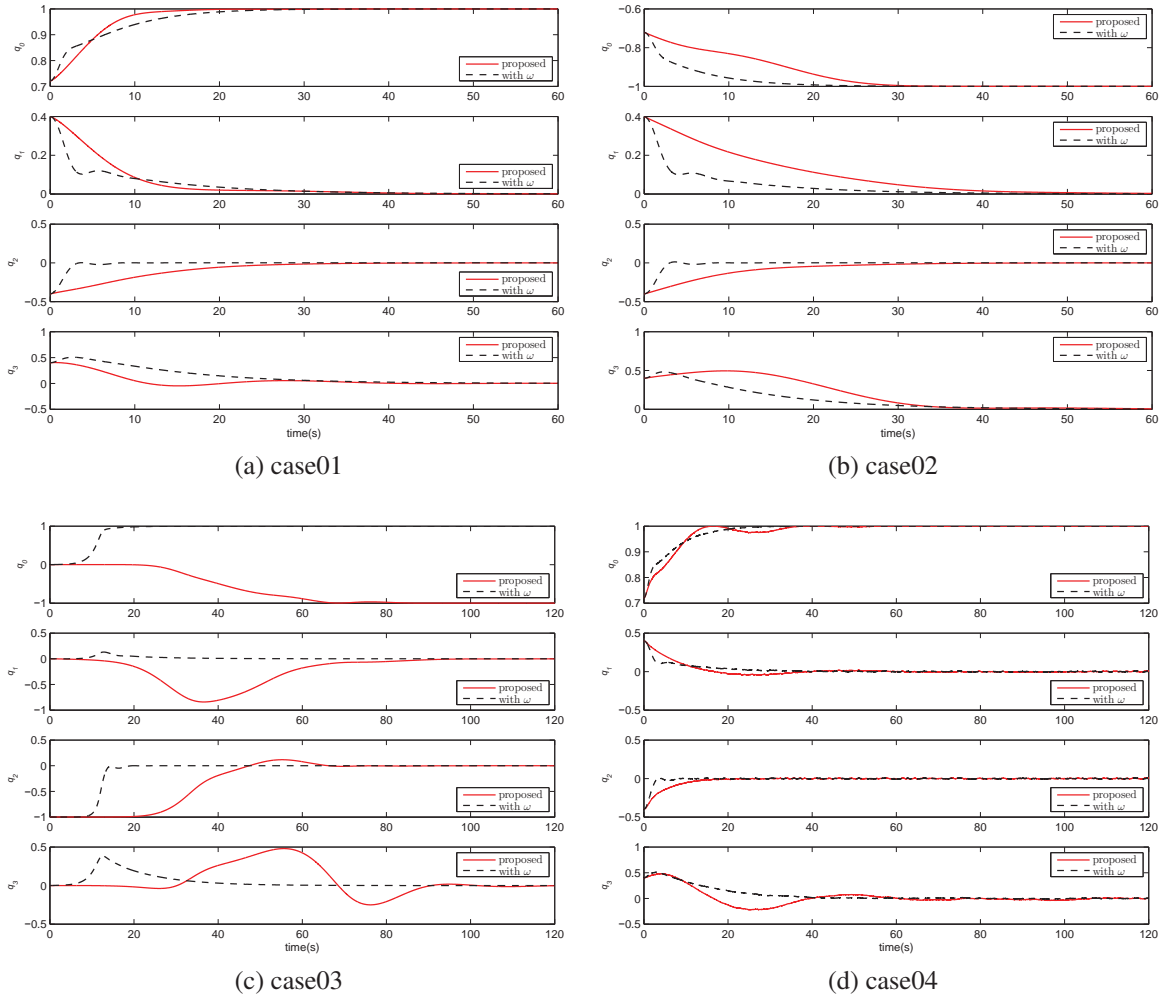 q0
1
0.9
0.8
0.7
proposed
with ω
0 10 20 30 40 50 60
q1
0.4
0.2
0
proposed
with ω
0 10 20 30 40 50 60
q2
0.5
0
−0.5
proposed
with ω
0 10 20 30 40 50 60
q3
1
0.5
0
−0.5
proposed
with ω
0 10 20 30 40 50 60
time(s)
(a) case01
q0
−0.6
−0.8
−1
proposed
with ω
0 10 20 30 40 50 60
q1
0.4
0.2
0
proposed
with ω
0 10 20 30 40 50 60
q2
0.5
0
−0.5
proposed
with ω
0 10 20 30 40 50 60
q3
1
0.5
0
proposed
with ω
0 10 20 30 40 50 60
time(s)
(b) case02
q0
1
0
−1
proposed
with ω
0 20 40 60 80 100 120
q1
0.5
0
−0.5
−1
proposed
with ω
0 20 40 60 80 100 120
q2
0.5
0
−0.5
−1
proposed
with ω
0 20 40 60 80 100 120
q3
0.5
0
−0.5
proposed
with ω
0 20 40 60 80 100 120
time(s)
(c) case03
q0
1
0.9
0.8
0.7
proposed
with ω
0 20 40 60 80 100 120
q1
0.5
0
−0.5
proposed
with ω
0 20 40 60 80 100 120
q2
0.5
0
−0.5
proposed
with ω
0 20 40 60 80 100 120
q3
1
0.5
0
−0.5
proposed
with ω
0 20 40 60 80 100 120
time(s)
(d) case04